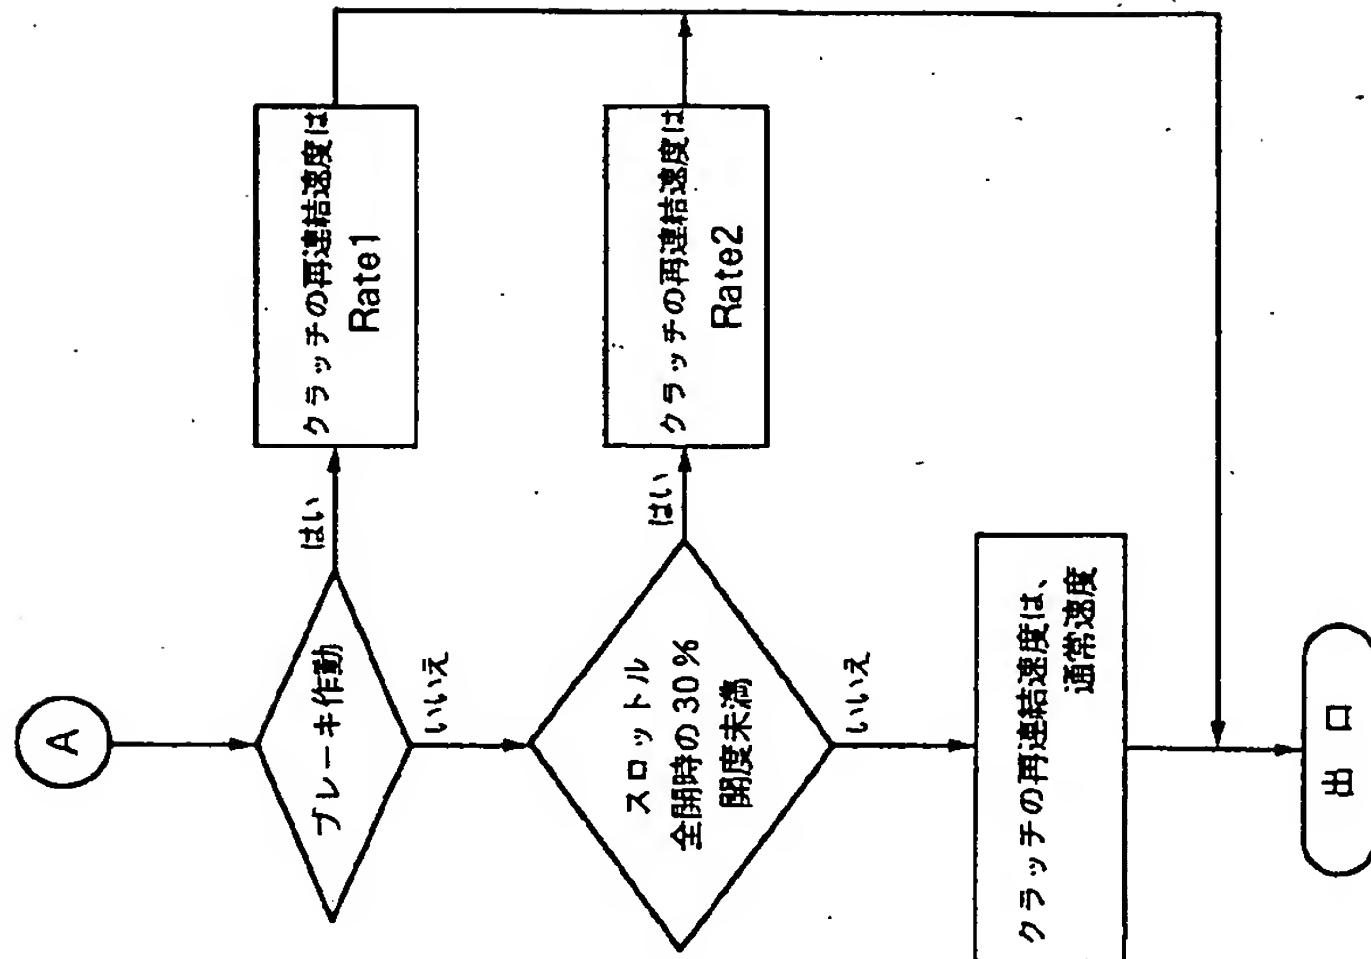 A
ブレーキ作動
はい
クラッチの再連結速度は
Rate1
いいえ
スロットル
全開時の30%
開度未満
はい
クラッチの再連結速度は
Rate2
いいえ
クラッチの再連結速度は、
通常速度
出 口